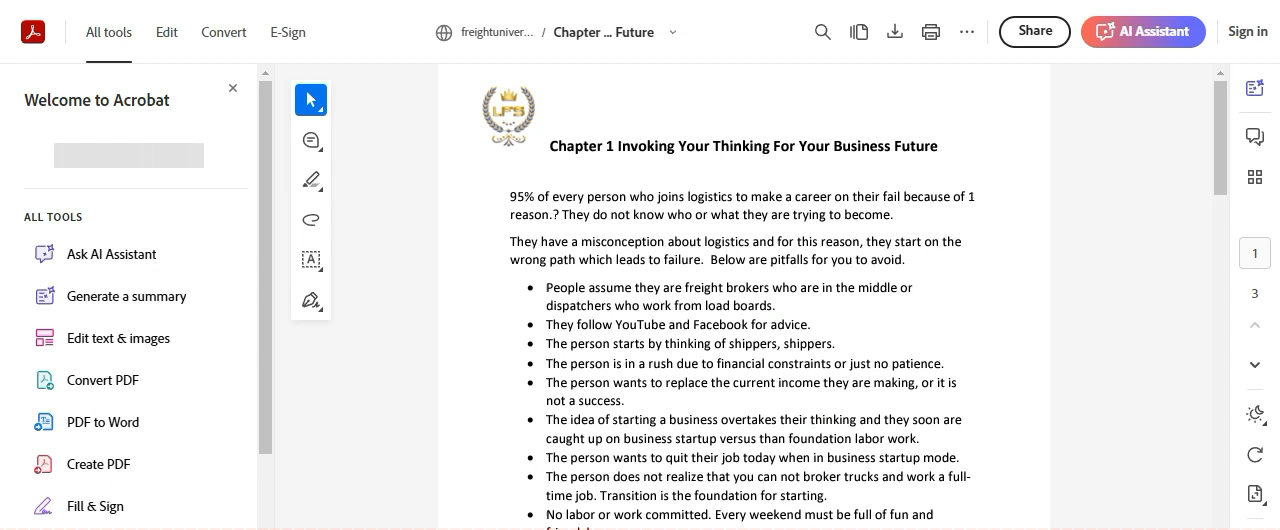 All tools
Edit
Convert
E-Sign
freightuniver... / Chapter ... Future
Share
AI Assistant
Sign in
Welcome to Acrobat
ALL TOOLS
Ask AI Assistant
Generate a summary
Edit text & images
Convert PDF
PDF to Word
Create PDF
Fill & Sign
A
LFS
Chapter 1 Invoking Your Thinking For Your Business Future
95% of every person who joins logistics to make a career on their fail because of 1
reason.? They do not know who or what they are trying to become.
They have a misconception about logistics and for this reason, they start on the
wrong path which leads to failure.  Below are pitfalls for you to avoid.
• People assume they are freight brokers who are in the middle or
dispatchers who work from load boards.
• They follow YouTube and Facebook for advice.
• The person starts by thinking of shippers, shippers.
• The person is in a rush due to financial constraints or just no patience.
• The person wants to replace the current income they are making, or it is
not a success.
• The idea of starting a business overtakes their thinking and they soon are
caught up on business startup versus than foundation labor work.
• The person wants to quit their job today when in business startup mode.
• The person does not realize that you can not broker trucks and work a full-
time job. Transition is the foundation for starting.
• No labor or work committed. Every weekend must be full of fun and
1
3